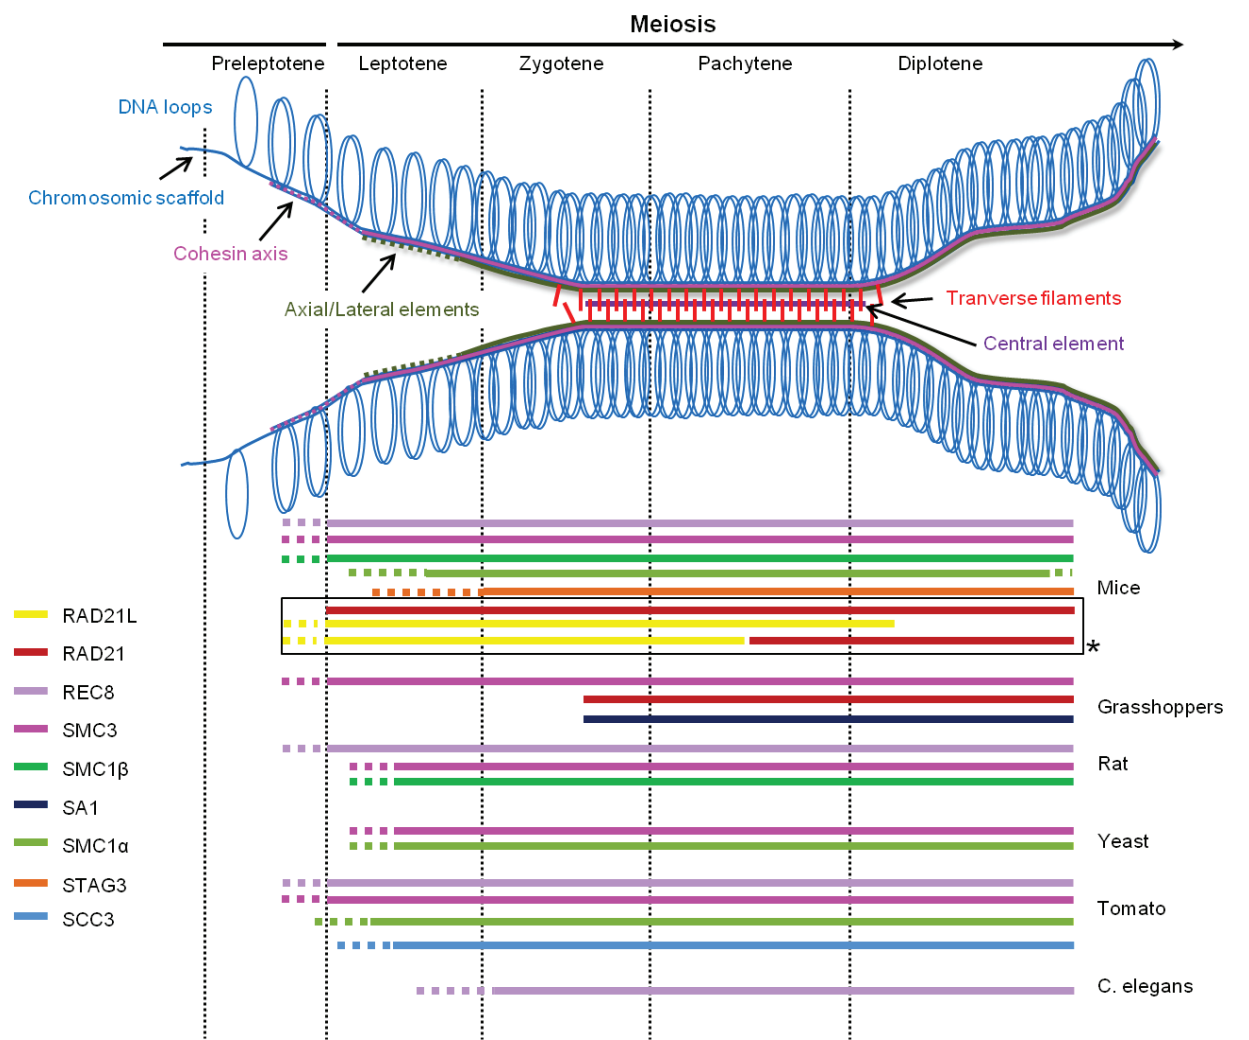 Meiosis
Preleptotene
Leptotene
Zygotene
Pachytene
Diplotene
DNA loops
Chromosomic scaffold
Cohesin axis
Axial/Lateral elements
Tranverse filaments
Central element
Mice
*
Grasshoppers
Rat
Yeast
Tomato
C. elegans
RAD21L
RAD21
REC8
SMC3
SMC1β
SA1
SMC1α
STAG3
SCC3